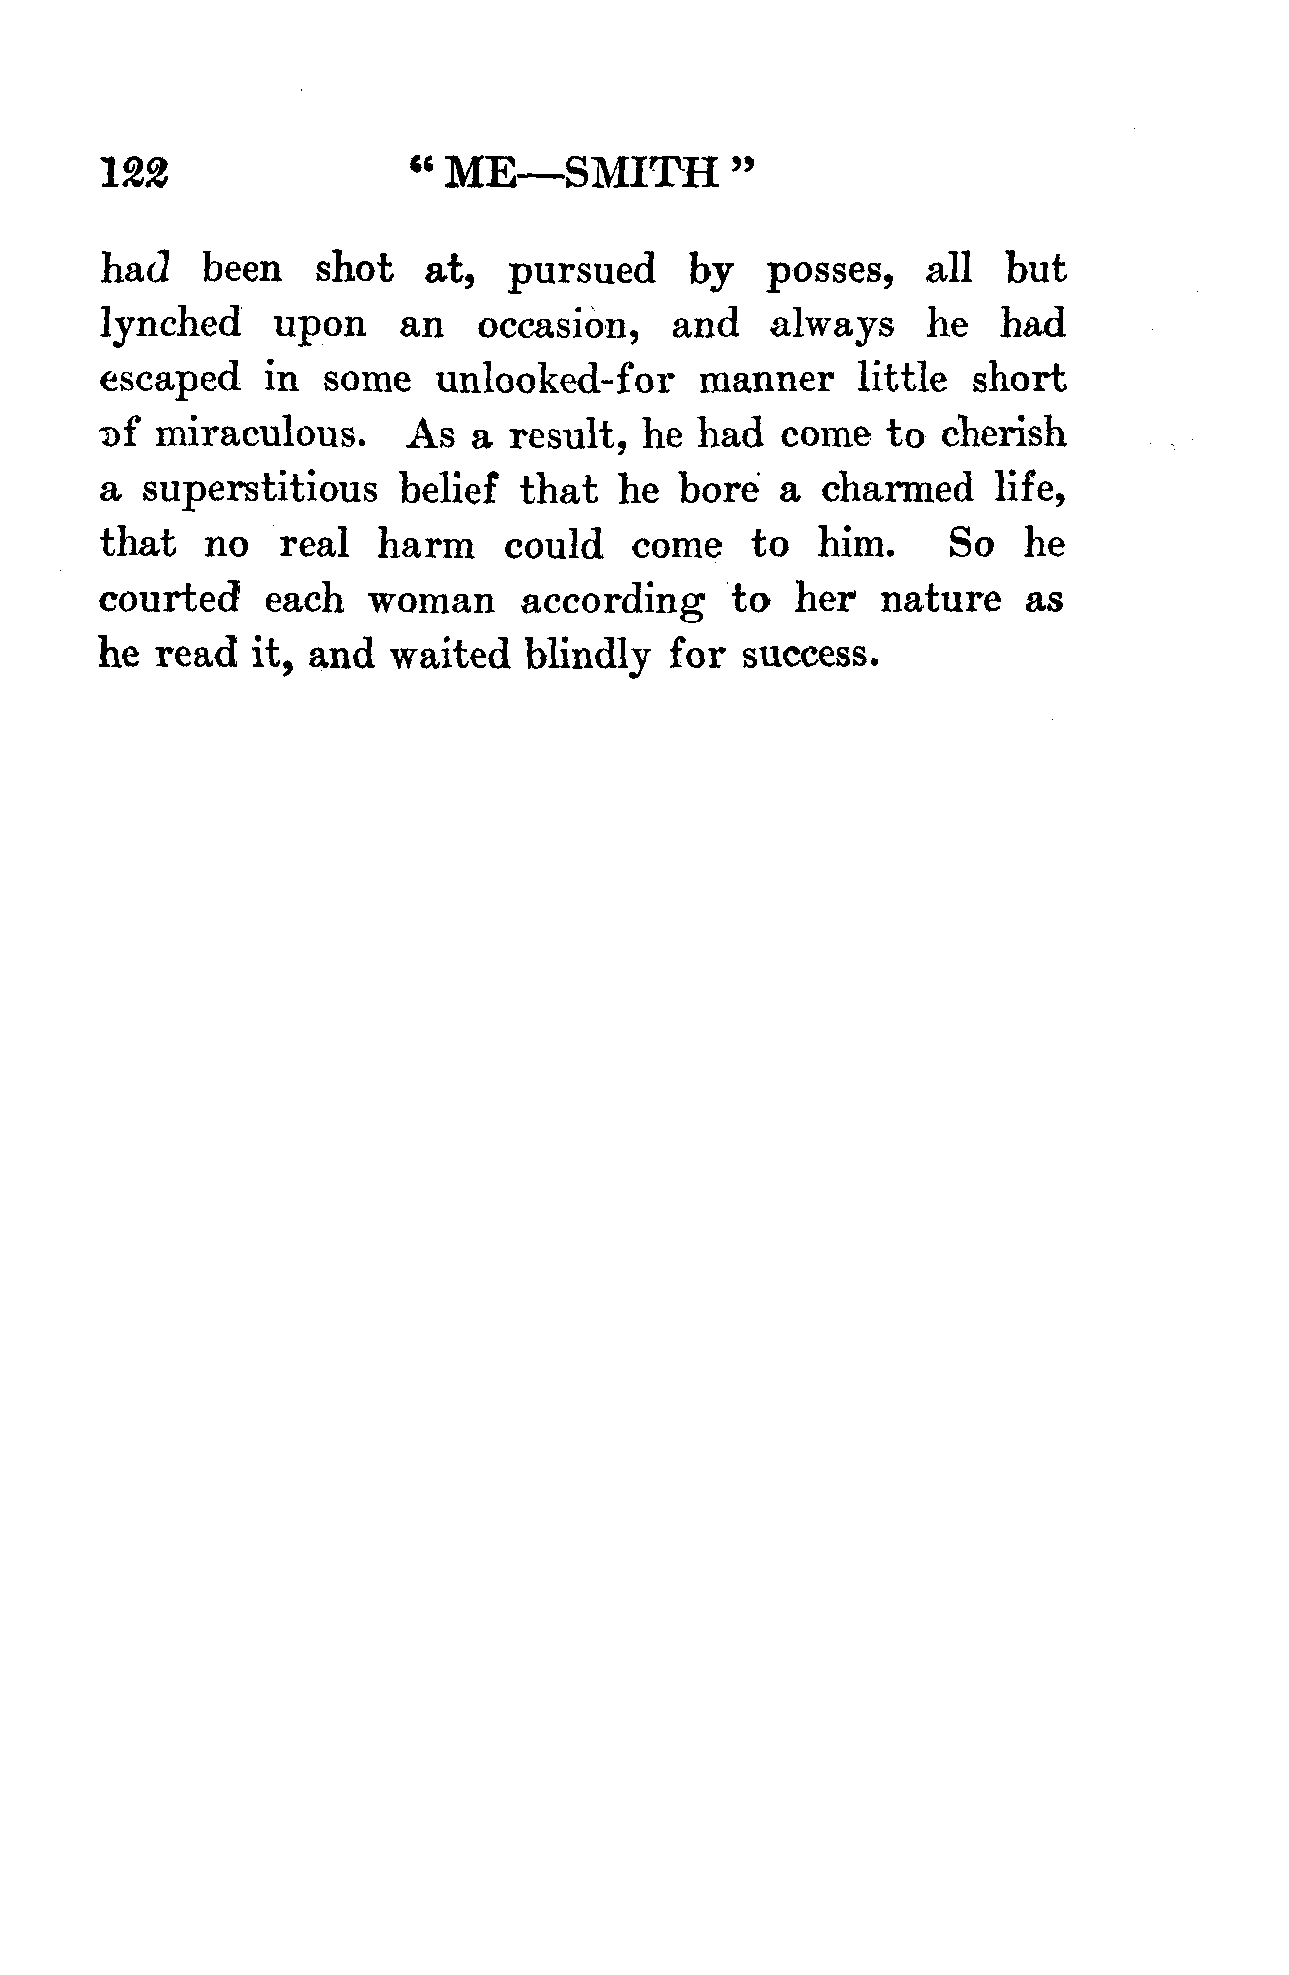 122 “ ME—SMITH ”
had been shot at, pursued by posses, all but
lynched upon an occasion, and always he had
escaped in some unlooked-for manner little short
of miraculous. As a result, he had come to cherish
a superstitious belief that he bore a charmed life,
that no real harm could come to him. So he
courted each woman according to her nature as
he read it, and waited blindly for success.